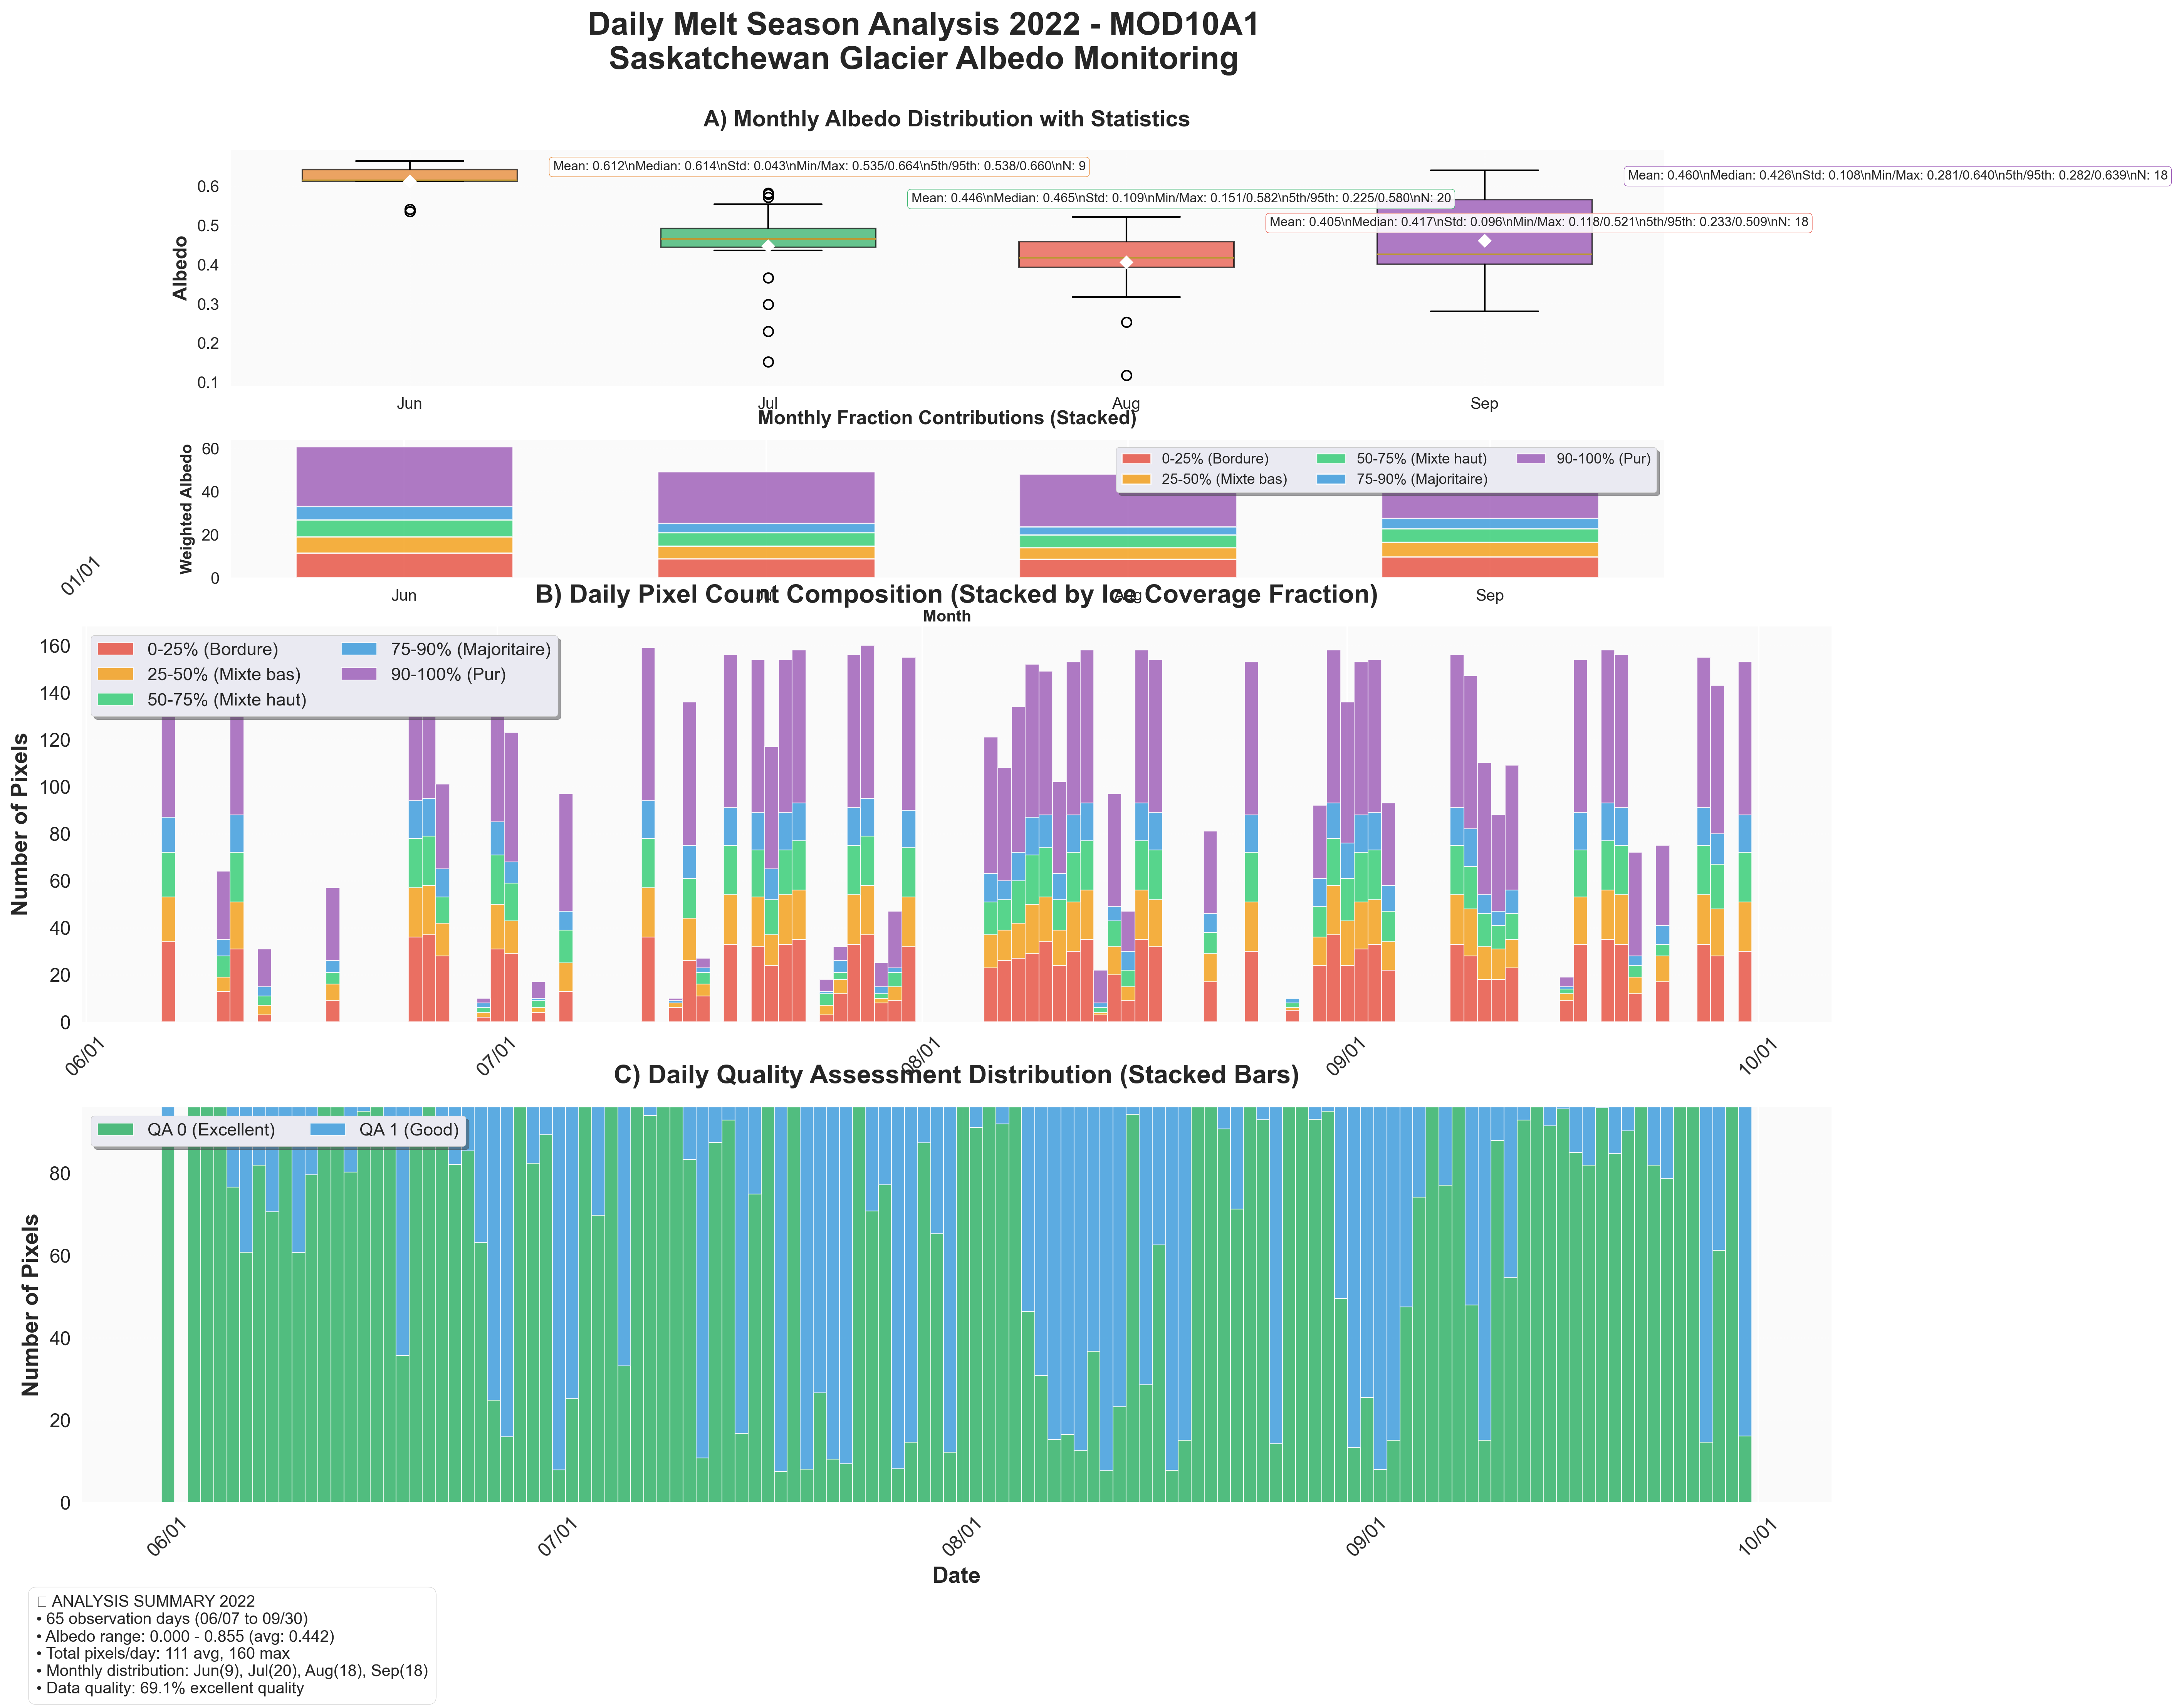 Daily Melt Season Analysis 2022 - MOD10A1
Saskatchewan Glacier Albedo Monitoring
A) Monthly Albedo Distribution with Statistics
Mean: 0.612\nMedian: 0.614\nStd: 0.043\nMin/Max: 0.535/0.664\n5th/95th: 0.538/0.660\nN: 9
Mean: 0.446\nMedian: 0.465\nStd: 0.109\nMin/Max: 0.151/0.582\n5th/95th: 0.225/0.580\nN: 20
Mean: 0.405\nMedian: 0.417\nStd: 0.096\nMin/Max: 0.118/0.521\n5th/95th: 0.233/0.509\nN: 18
Mean: 0.460\nMedian: 0.426\nStd: 0.108\nMin/Max: 0.281/0.640\n5th/95th: 0.282/0.639\nN: 18
Albedo
0.6
0.5
0.4
0.3
0.2
0.1
Jun
Jul
Aug
Sep
Monthly Fraction Contributions (Stacked)
Weighted Albedo
60
40
20
0
0-25% (Bordure)
25-50% (Mixte bas)
50-75% (Mixte haut)
75-90% (Majoritaire)
90-100% (Pur)
Jun
Jul
Aug
Sep
Month
01/01
B) Daily Pixel Count Composition (Stacked by Ice Coverage Fraction)
Number of Pixels
160
140
120
100
80
60
40
20
0
0-25% (Bordure)
25-50% (Mixte bas)
50-75% (Mixte haut)
75-90% (Majoritaire)
90-100% (Pur)
06/01
07/01
08/01
09/01
10/01
C) Daily Quality Assessment Distribution (Stacked Bars)
Number of Pixels
80
60
40
20
0
QA 0 (Excellent)
QA 1 (Good)
06/01
07/01
08/01
09/01
10/01
Date
ANALYSIS SUMMARY 2022
• 65 observation days (06/07 to 09/30)
• Albedo range: 0.000 - 0.855 (avg: 0.442)
• Total pixels/day: 111 avg, 160 max
• Monthly distribution: Jun(9), Jul(20), Aug(18), Sep(18)
• Data quality: 69.1% excellent quality